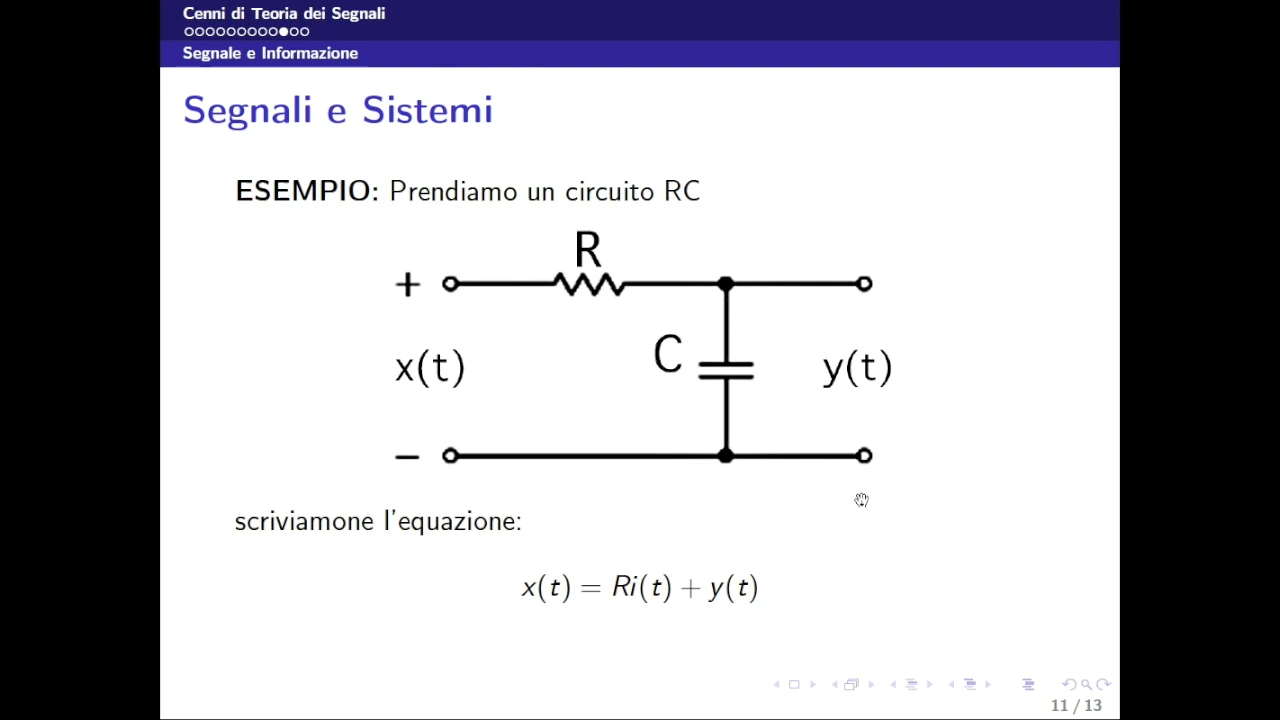 Cenni di Teoria dei Segnali
Segnale e Informazione
Segnali e Sistemi
ESEMPIO: Prendiamo un circuito RC
R
+
x(t)
C
y(t)
−
scriviamone l'equazione:
x(t) = Ri(t) + y(t)
11 / 13